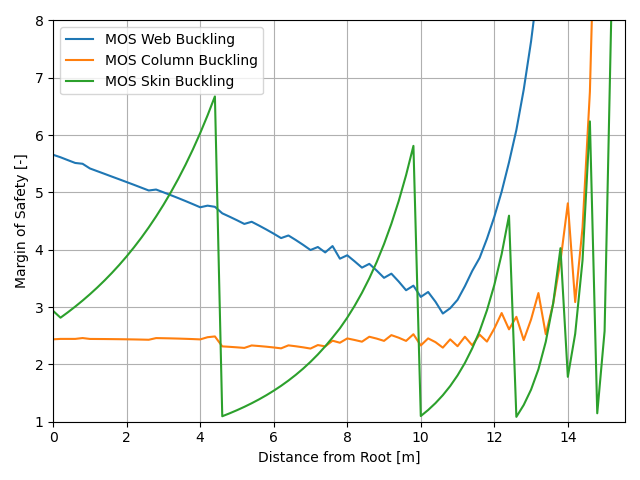 MOS Web Buckling
MOS Column Buckling
MOS Skin Buckling
8
7
6
5
4
3
2
1
Margin of Safety [-]
0 2 4 6 8 10 12 14
Distance from Root [m]